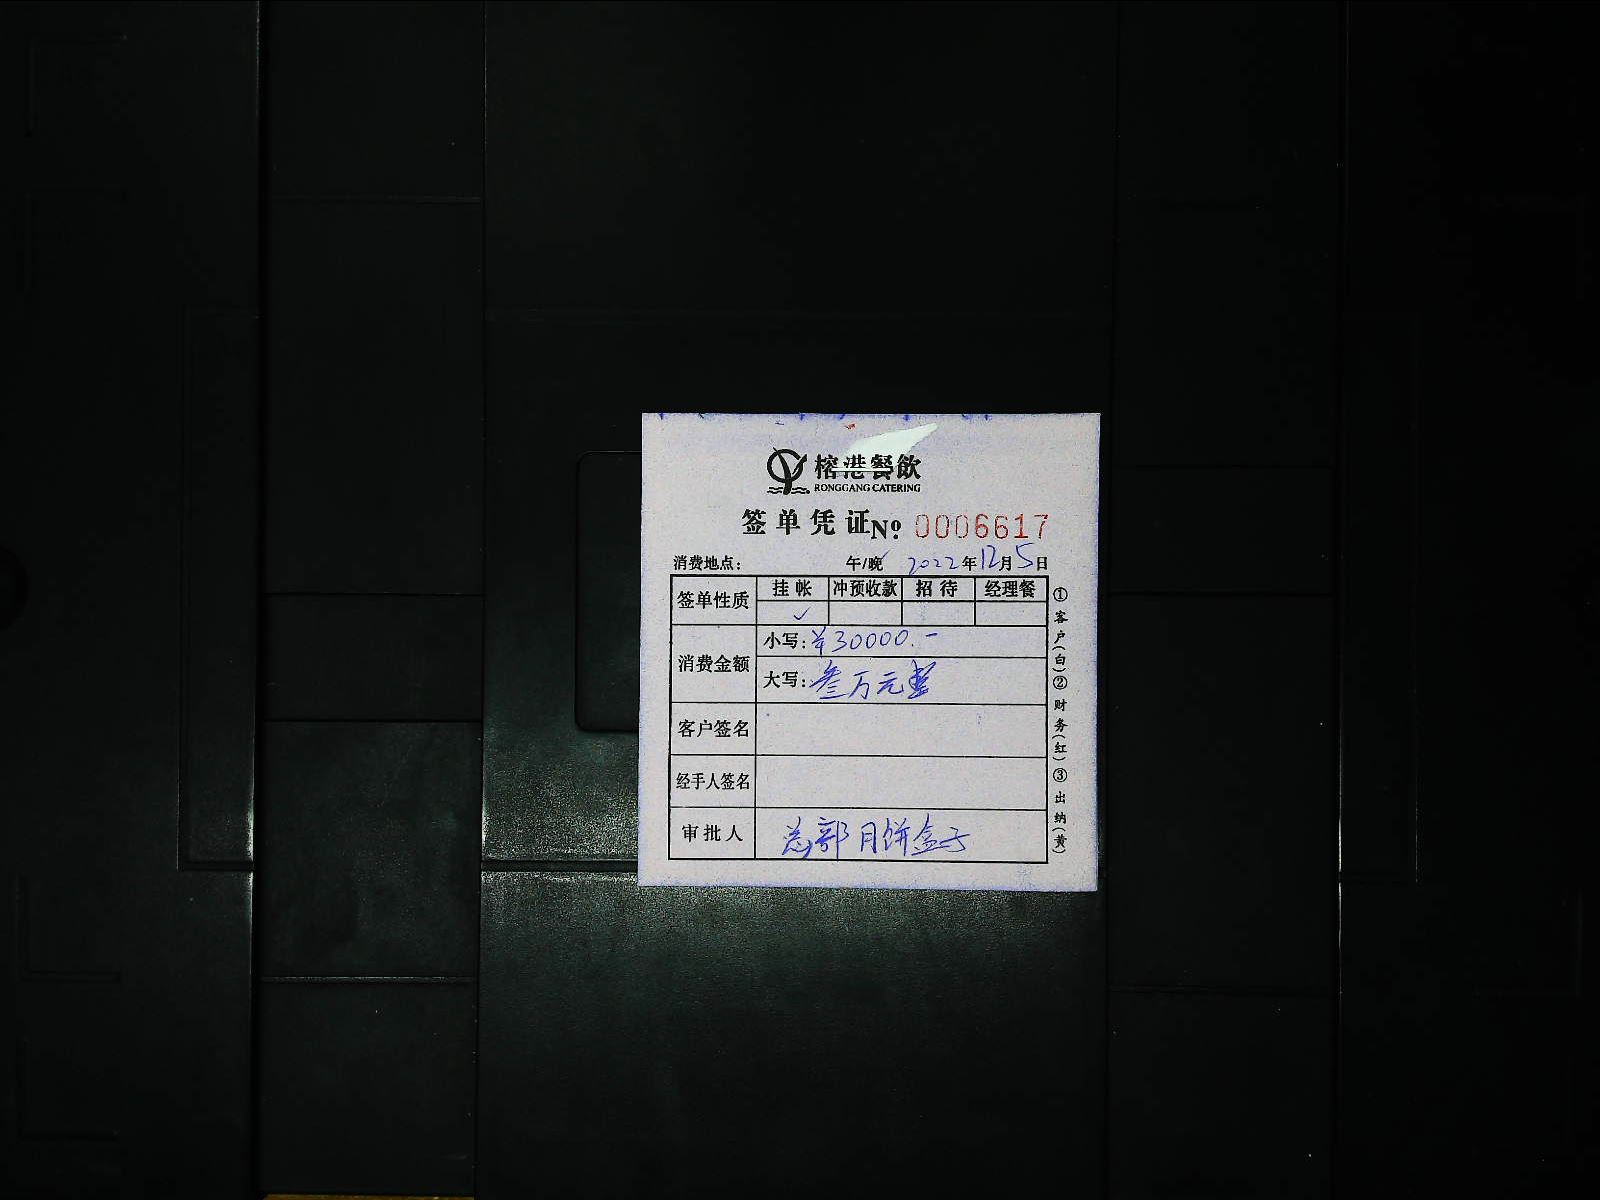 榕港餐飲
RONGGANG CATERING
签单凭证 No. 0006617
消费地点： 午/晚 2022年12月5日
签单性质 挂帐 冲预收款 招待 经理餐
✓
消费金额 小写：¥30000.-
大写：叁万元整
客户签名
经手人签名
审批人 总部月饼盒子
①客户(白)②财务(红)③出纳(黄)